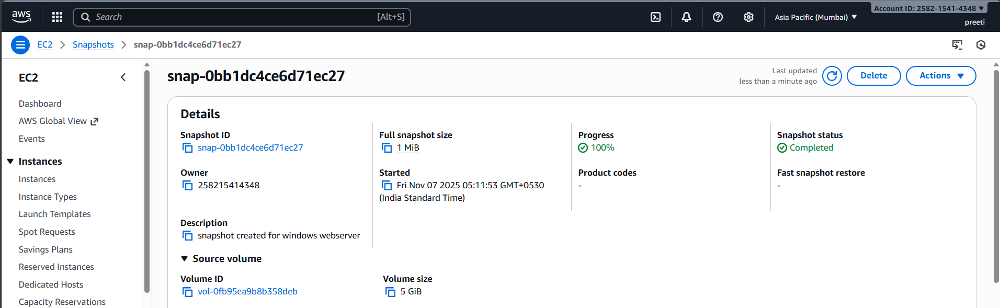 aws
Search [Alt+S]
Asia Pacific (Mumbai)
Account ID: 2582-1541-4348
preeti
EC2 Snapshots snap-0bb1dc4ce6d71ec27
EC2
Dashboard
AWS Global View
Events
Instances
Instances
Instance Types
Launch Templates
Spot Requests
Savings Plans
Reserved Instances
Dedicated Hosts
Capacity Reservations
snap-0bb1dc4ce6d71ec27
Last updated
less than a minute ago
Delete
Actions
Details
Snapshot ID
snap-0bb1dc4ce6d71ec27
Full snapshot size
1 MiB
Progress
100%
Snapshot status
Completed
Owner
258215414348
Started
Fri Nov 07 2025 05:11:53 GMT+0530
(India Standard Time)
Product codes
-
Fast snapshot restore
-
Description
snapshot created for windows webserver
Source volume
Volume ID
vol-0fb95ea9b8b358deb
Volume size
5 GiB